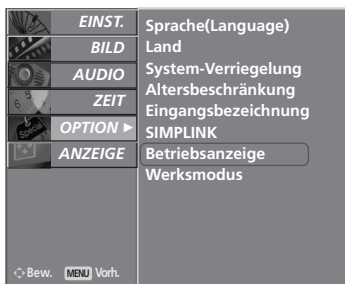 EINST.
BILD
AUDIO
ZEIT
OPTION ►
ANZEIGE
Sprache(Language)
Land
System-Verriegelung
Altersbeschränkung
Eingangsbezeichnung
SIMPLINK
Betriebsanzeige
Werksmodus
Bew. MENU Vorh.